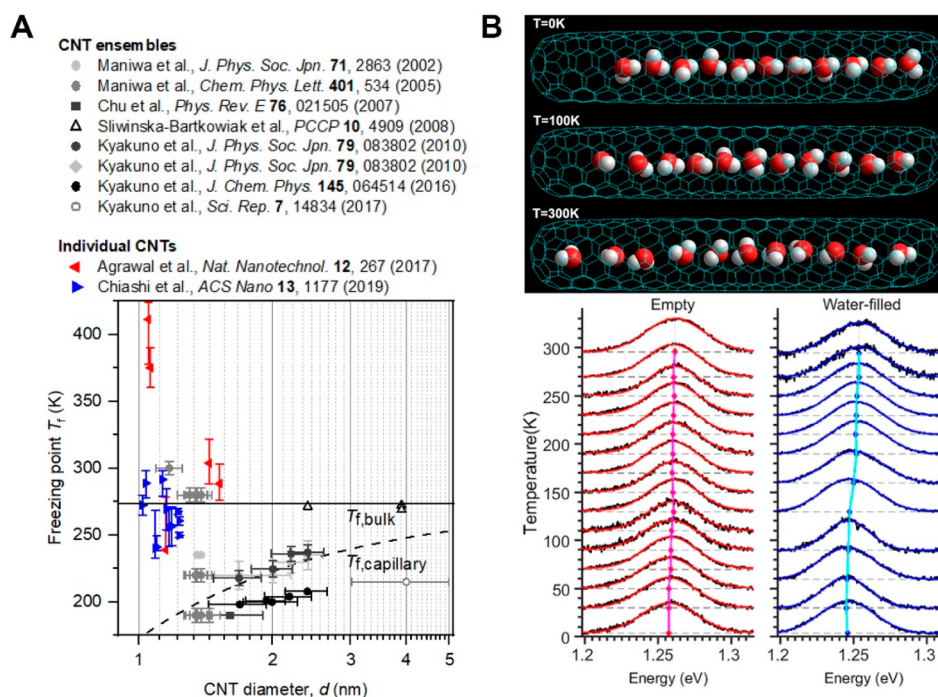 A
CNT ensembles
Maniwa et al., J. Phys. Soc. Jpn. 71, 2863 (2002)
Maniwa et al., Chem. Phys. Lett. 401, 534 (2005)
Chu et al., Phys. Rev. E 76, 021505 (2007)
Sliwinska-Bartkowiak et al., PCCP 10, 4909 (2008)
Kyakuno et al., J. Phys. Soc. Jpn. 79, 083802 (2010)
Kyakuno et al., J. Phys. Soc. Jpn. 79, 083802 (2010)
Kyakuno et al., J. Chem. Phys. 145, 064514 (2016)
Kyakuno et al., Sci. Rep. 7, 14834 (2017)
Individual CNTs
Agrawal et al., Nat. Nanotechnol. 12, 267 (2017)
Chiashi et al., ACS Nano 13, 1177 (2019)
400
350
300
250
200
Freezing point Tf (K)
Tf,bulk
Tf,capillary
1 2 3 4 5
CNT diameter, d (nm)
B
T=0K
T=100K
T=300K
Empty Water-filled
300
250
200
150
100
50
0
Temperature(K)
1.2 1.25 1.3 1.2 1.25 1.3
Energy (eV) Energy (eV)